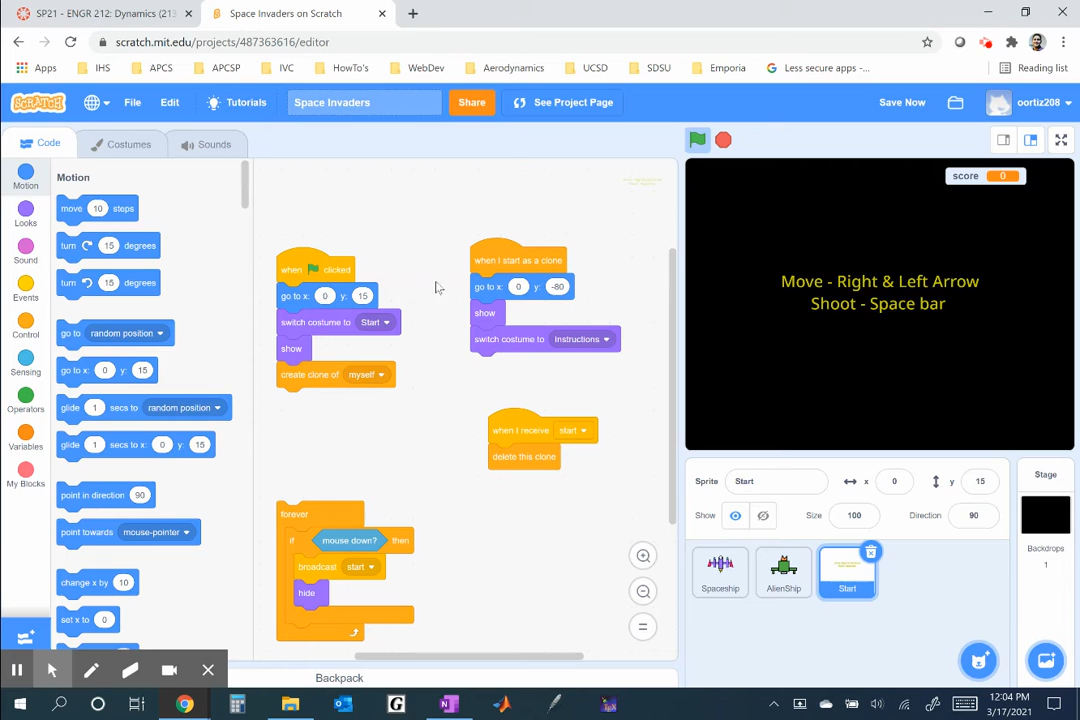 SP21 - ENGR 212: Dynamics (213
Space Invaders on Scratch
scratch.mit.edu/projects/487363616/editor
Apps
IHS
APCS
APCSP
IVC
HowTo's
WebDev
Aerodynamics
UCSD
SDSU
Emporia
Less secure apps -...
Reading list
SCRATCH
File
Edit
Tutorials
Space Invaders
Share
See Project Page
Save Now
oortiz208
Code
Costumes
Sounds
Motion
Looks
Sound
Events
Control
Sensing
Operators
Variables
My Blocks
Motion
move 10 steps
turn 15 degrees
turn 15 degrees
go to random position
go to x: 0 y: 15
glide 1 secs to random position
glide 1 secs to x: 0 y: 15
point in direction 90
point towards mouse-pointer
change x by 10
set x to 0
when clicked
go to x: 0 y: 15
switch costume to Start
show
create clone of myself
when I start as a clone
go to x: 0 y: -80
show
switch costume to Instructions
when I receive start
delete this clone
forever
if mouse down? then
broadcast start
hide
Backpack
score 0
Move - Right & Left Arrow
Shoot - Space bar
Sprite Start x 0 y 15
Show Size 100 Direction 90
Spaceship
AlienShip
Start
Stage
Backdrops
1
12:04 PM
3/17/2021